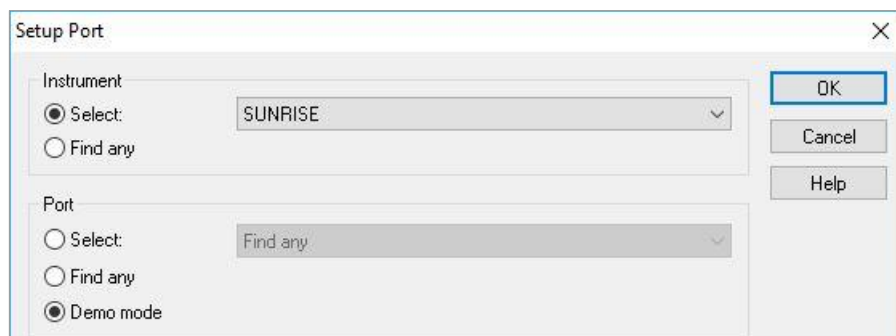 Setup Port
Instrument
Select: SUNRISE
Find any
OK
Cancel
Help
Port
Select: Find any
Find any
Demo mode